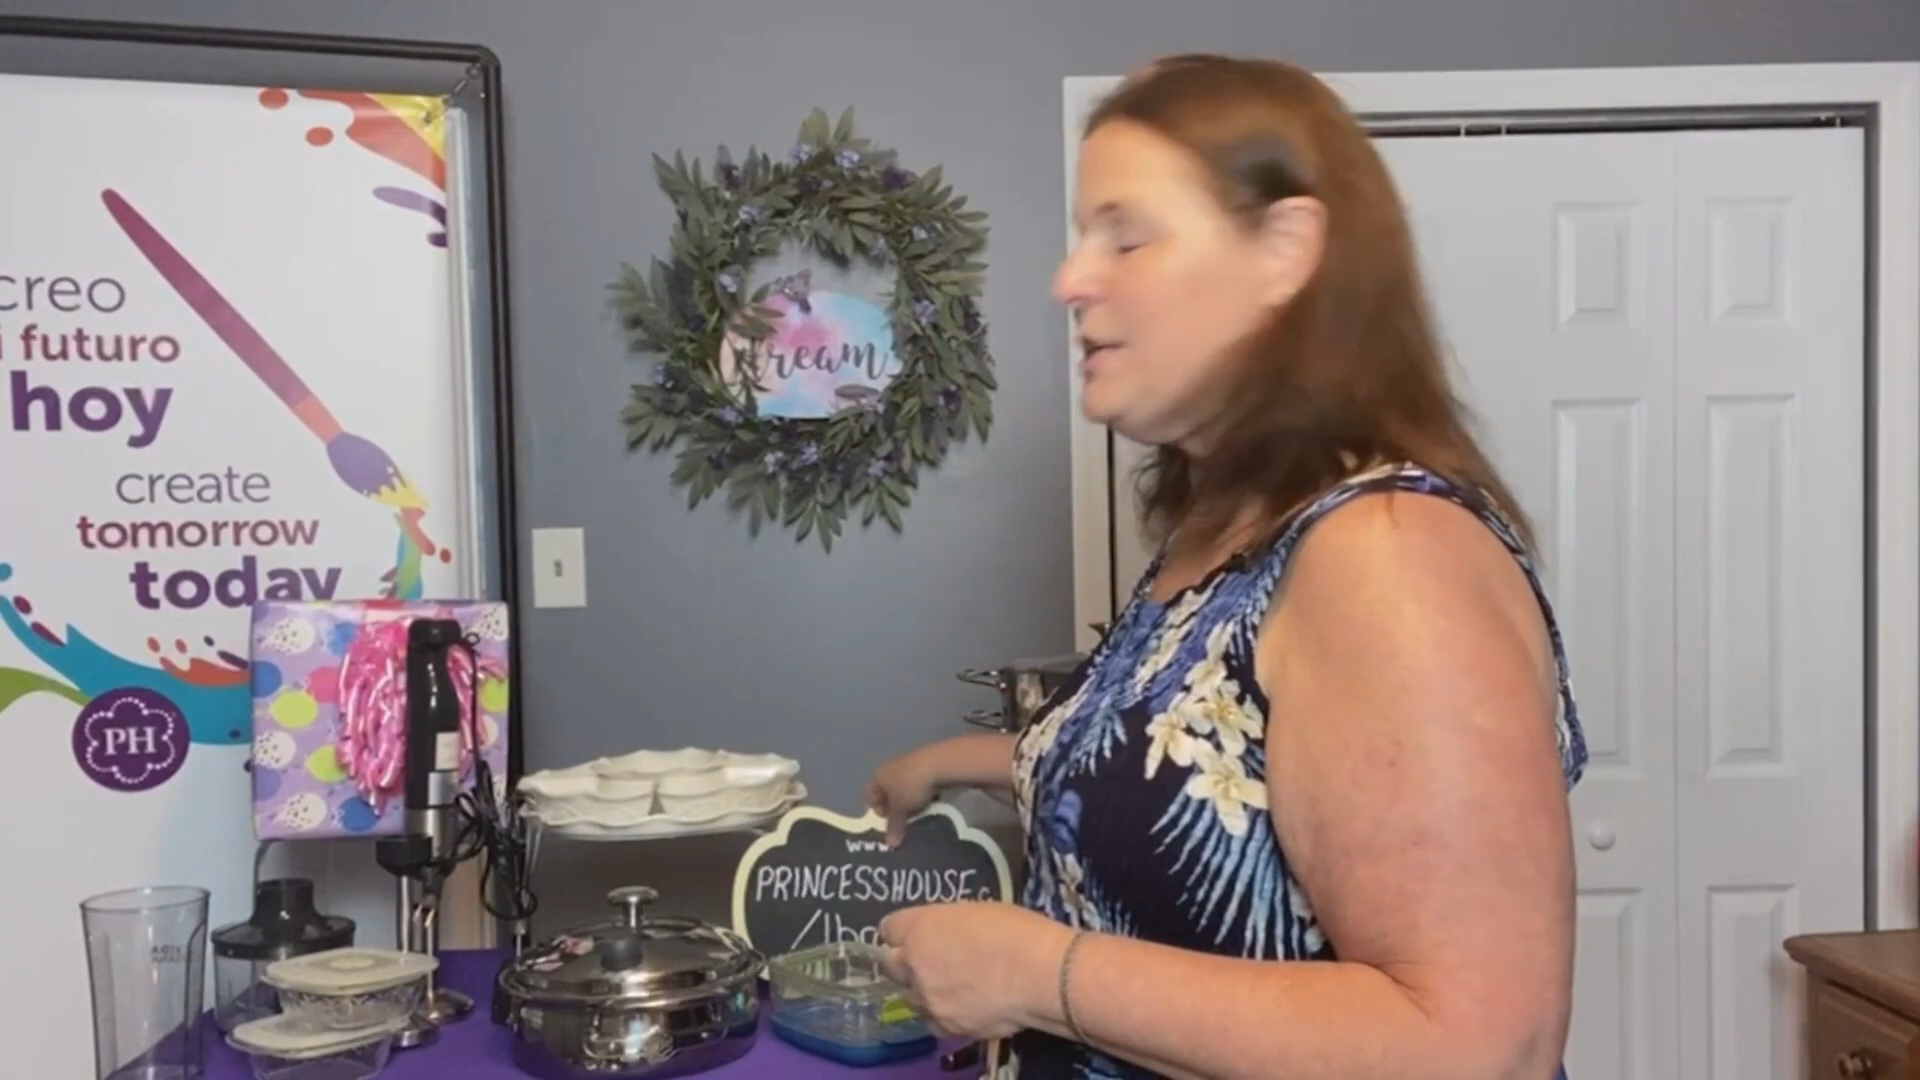 creo
futuro
hoy
create
tomorrow
today
PH
dream
www
PRINCESSHOUSE.c